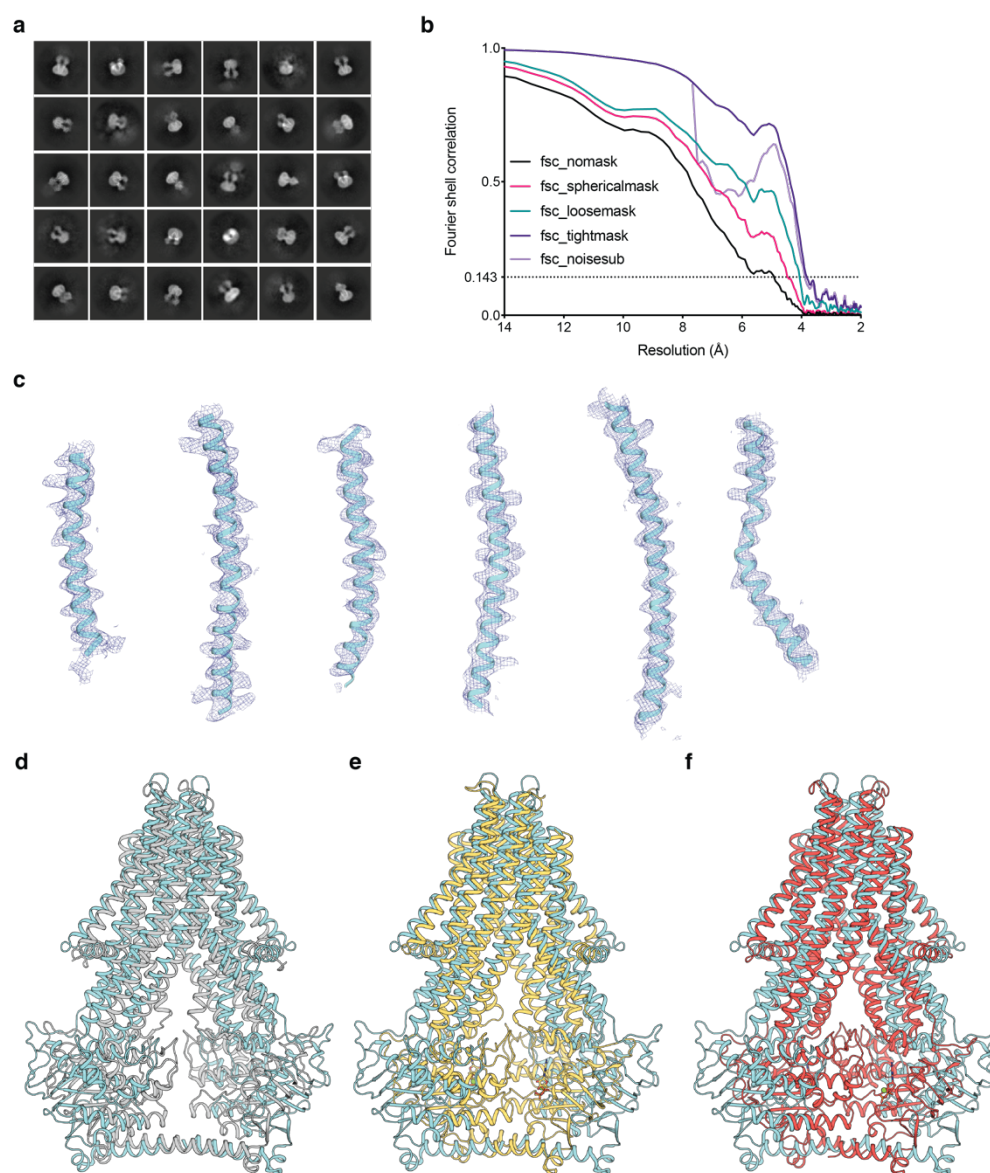 a
b
1.0
0.5
0.143
0.0
Fourier shell correlation
fsc_nomask
fsc_sphericalmask
fsc_loosemask
fsc_tightmask
fsc_noisesub
14
12
10
8
6
4
2
Resolution (Å)
c
d
e
f